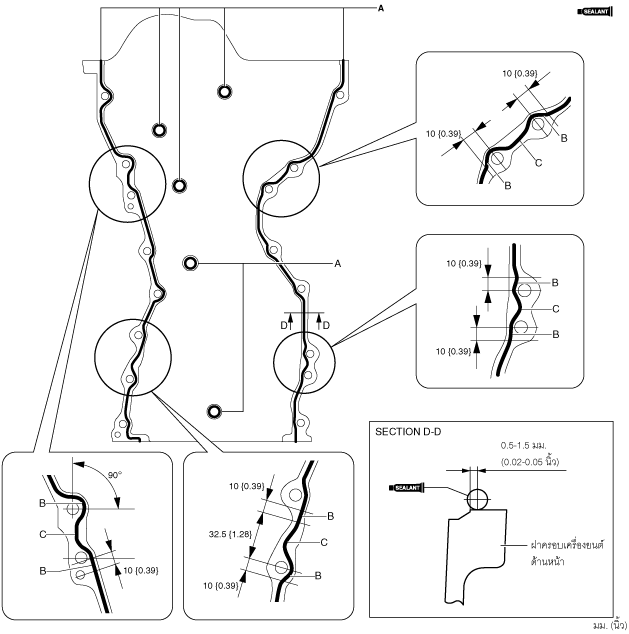 A
SEALANT
10 {0.39}
10 {0.39}
B
C
B
A
10 {0.39}
B
C
B
10 {0.39}
D
D
SECTION D-D
0.5-1.5 มม.
(0.02-0.05 นิ้ว)
SEALANT
ฝาครอบเครื่องยนต์
ด้านหน้า
90°
B
C
B
10 {0.39}
10 {0.39}
B
32.5 {1.28}
C
B
10 {0.39}
มม. (นิ้ว)